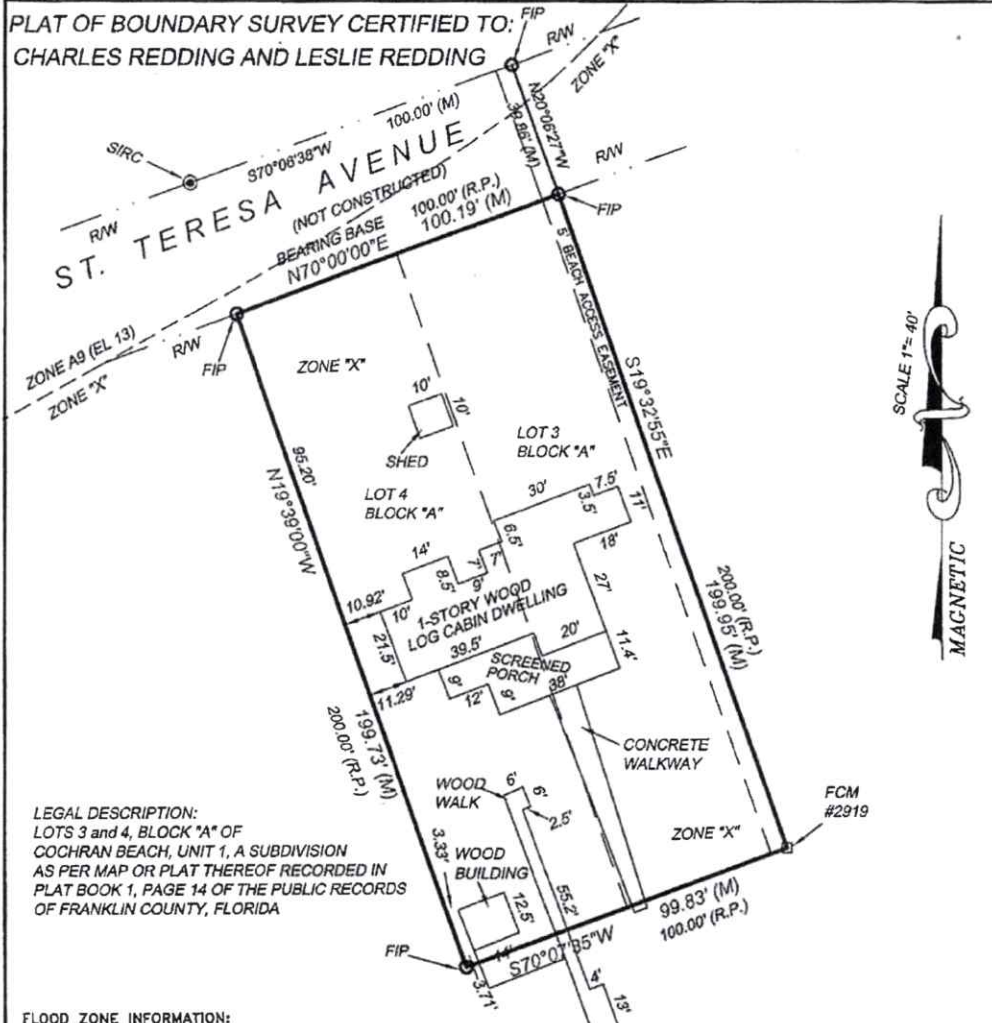 PLAT OF BOUNDARY SURVEY CERTIFIED TO:
CHARLES REDDING AND LESLIE REDDING
FIP
R/W
ZONE "X"
N20°06'27"W
39.86' (M)
100.00' (M)
S70°06'38"W
SIRC
R/W
ST. TERESA AVENUE
(NOT CONSTRUCTED)
BEARING BASE
N70°00'00"E
100.00' (R.P.)
100.19' (M)
R/W
FIP
ZONE A9 (EL 13)
ZONE "X"
R/W
FIP
ZONE "X"
5' BEACH ACCESS EASEMENT
S19°32'55"E
SCALE 1"= 40'
MAGNETIC
10'
10'
SHED
LOT 3
BLOCK "A"
LOT 4
BLOCK "A"
95.20'
N19°39'00"W
30'
7.5'
3.5'
11'
6.5'
18'
14'
8.5'
7'
9'
7'
27'
10.92'
10'
1-STORY WOOD
LOG CABIN DWELLING
21.5'
39.5'
20'
11.4'
SCREENED
PORCH
9'
12'
9'
38'
11.29'
200.00' (R.P.)
199.95' (M)
199.73' (M)
200.00' (R.P.)
CONCRETE
WALKWAY
WOOD
WALK
6'
6'
2.5'
FCM
#2919
ZONE "X"
LEGAL DESCRIPTION:
LOTS 3 and 4, BLOCK "A" OF
COCHRAN BEACH, UNIT 1, A SUBDIVISION
AS PER MAP OR PLAT THEREOF RECORDED IN
PLAT BOOK 1, PAGE 14 OF THE PUBLIC RECORDS
OF FRANKLIN COUNTY, FLORIDA
3.33'
WOOD
BUILDING
12.5'
14'
55.2'
99.83' (M)
100.00' (R.P.)
S70°07'35"W
FIP
3.71'
4'
13'
FLOOD ZONE INFORMATION: